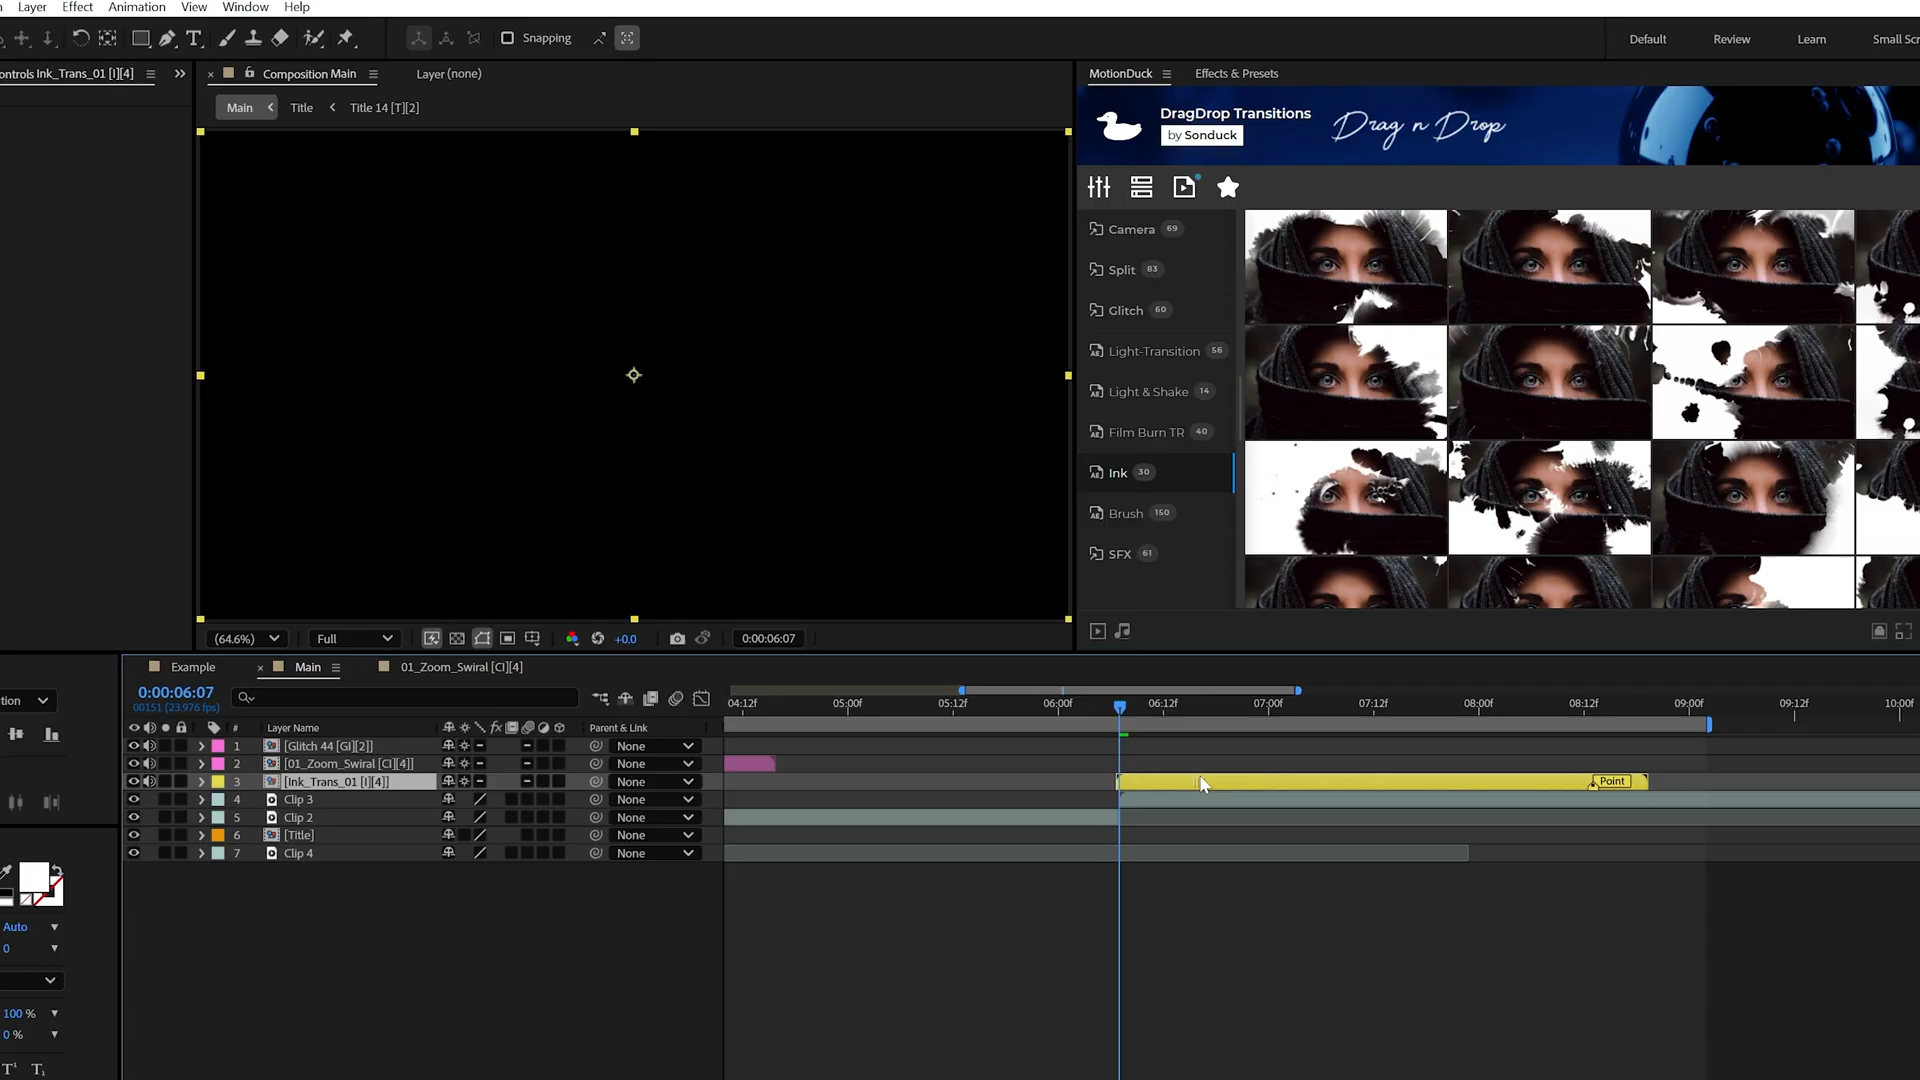 Layer Effect Animation View Window Help
Snapping
Default Review Learn Small Scr
ontrols Ink_Trans_01 [I][4]
Composition Main
Layer (none)
Main Title Title 14 [T][2]
MotionDuck
Effects & Presets
DragDrop Transitions
by Sonduck
Drag n Drop
Camera 69
Split 83
Glitch 60
Light-Transition 56
Light & Shake 14
Film Burn TR 40
Ink 30
Brush 150
SFX 61
(64.6%) Full +0.0 0:00:06:07
Example Main 01_Zoom_Swiral [CI][4]
tion
0:00:06:07
00151 (23.976 fps)
04:12f 05:00f 05:12f 06:00f 06:12f 07:00f 07:12f 08:00f 08:12f 09:00f 09:12f 10:00f
# Layer Name fx Parent & Link
1 [Glitch 44 [GI][2]] None
2 [01_Zoom_Swiral [CI][4]] None
3 [Ink_Trans_01 [I][4]] None Point
4 Clip 3 None
5 Clip 2 None
6 [Title] None
7 Clip 4 None
Auto
0
100 %
0 %